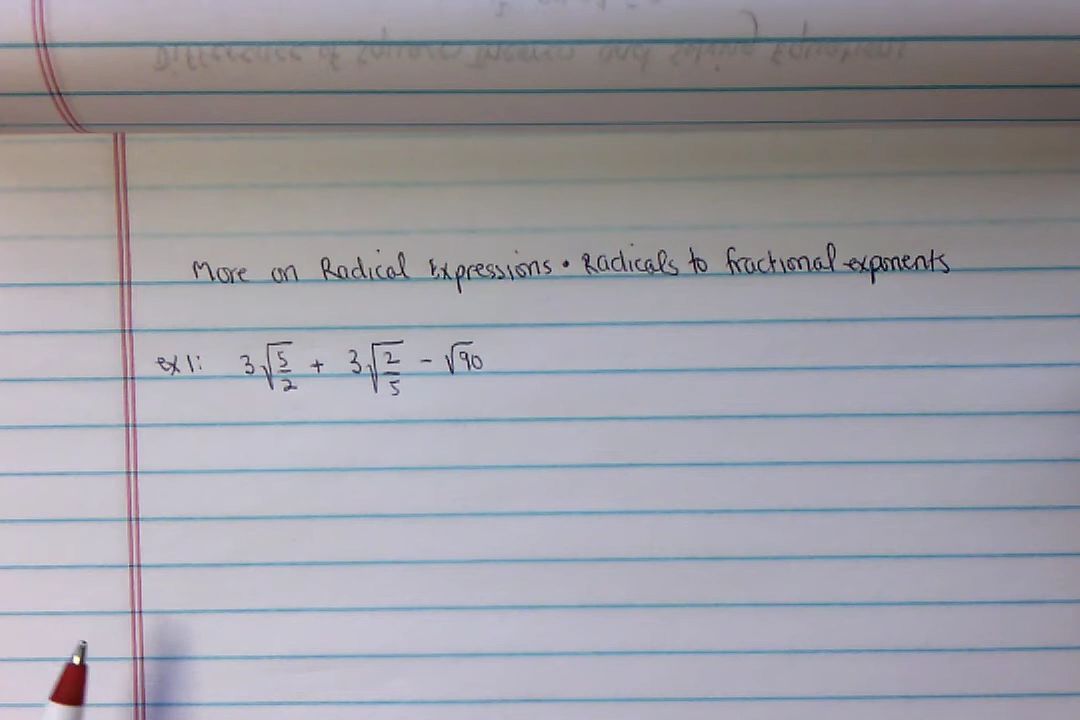 More on Radical Expressions • Radicals to fractional exponents
ex 1: 3√(5/2) + 3√(2/5) - √90